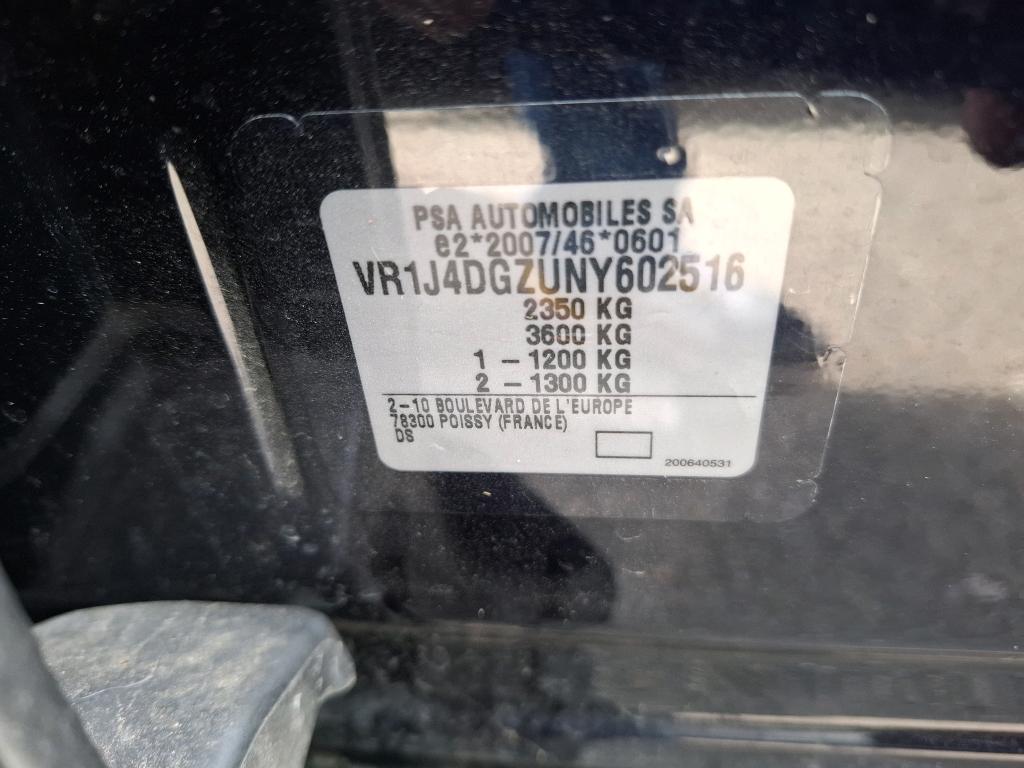 PSA AUTOMOBILES SA
e2*2007/46*0601
VR1J4DGZUNY602516
2350 KG
3600 KG
1 – 1200 KG
2 – 1300 KG
2–10 BOULEVARD DE L'EUROPE
78300 POISSY (FRANCE)
DS
200640531